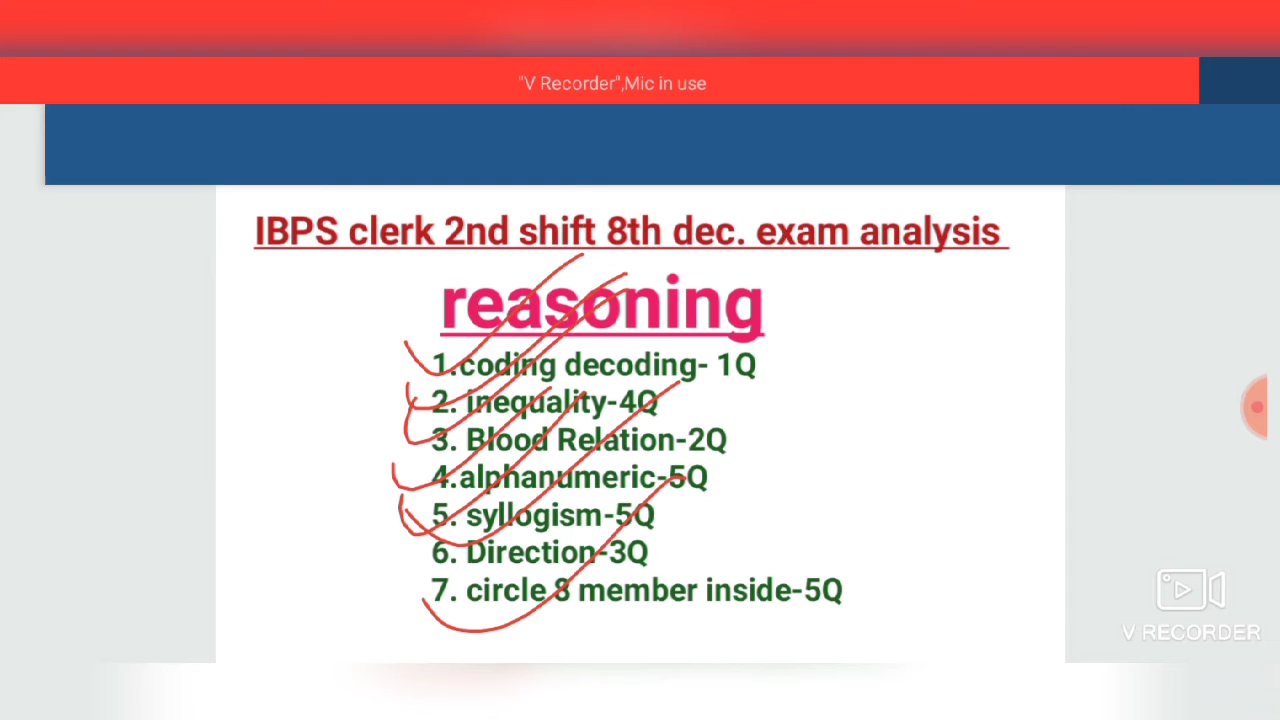 "V Recorder",Mic in use
IBPS clerk 2nd shift 8th dec. exam analysis
reasoning
1.coding decoding- 1Q
2. inequality-4Q
3. Blood Relation-2Q
4.alphanumeric-5Q
5. syllogism-5Q
6. Direction-3Q
7. circle 8 member inside-5Q
V RECORDER